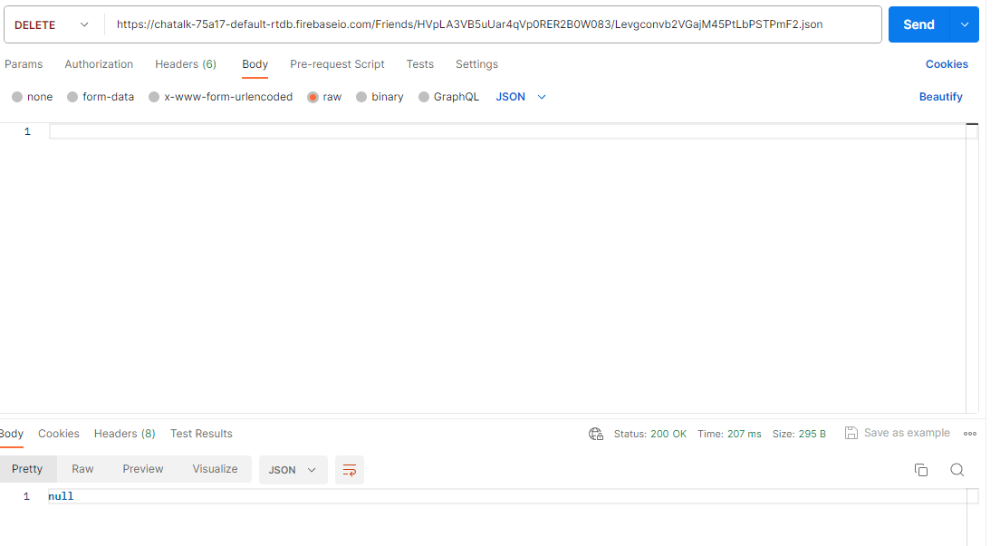 DELETE https://chatalk-75a17-default-rtdb.firebaseio.com/Friends/HVpLA3VB5uUar4qVp0RER2B0W083/Levgconvb2VGajM45PtLbPSTPmF2.json Send
Params Authorization Headers (6) Body Pre-request Script Tests Settings Cookies
none form-data x-www-form-urlencoded raw binary GraphQL JSON Beautify
1
Body Cookies Headers (8) Test Results Status: 200 OK Time: 207 ms Size: 295 B Save as example
Pretty Raw Preview Visualize JSON
1 null